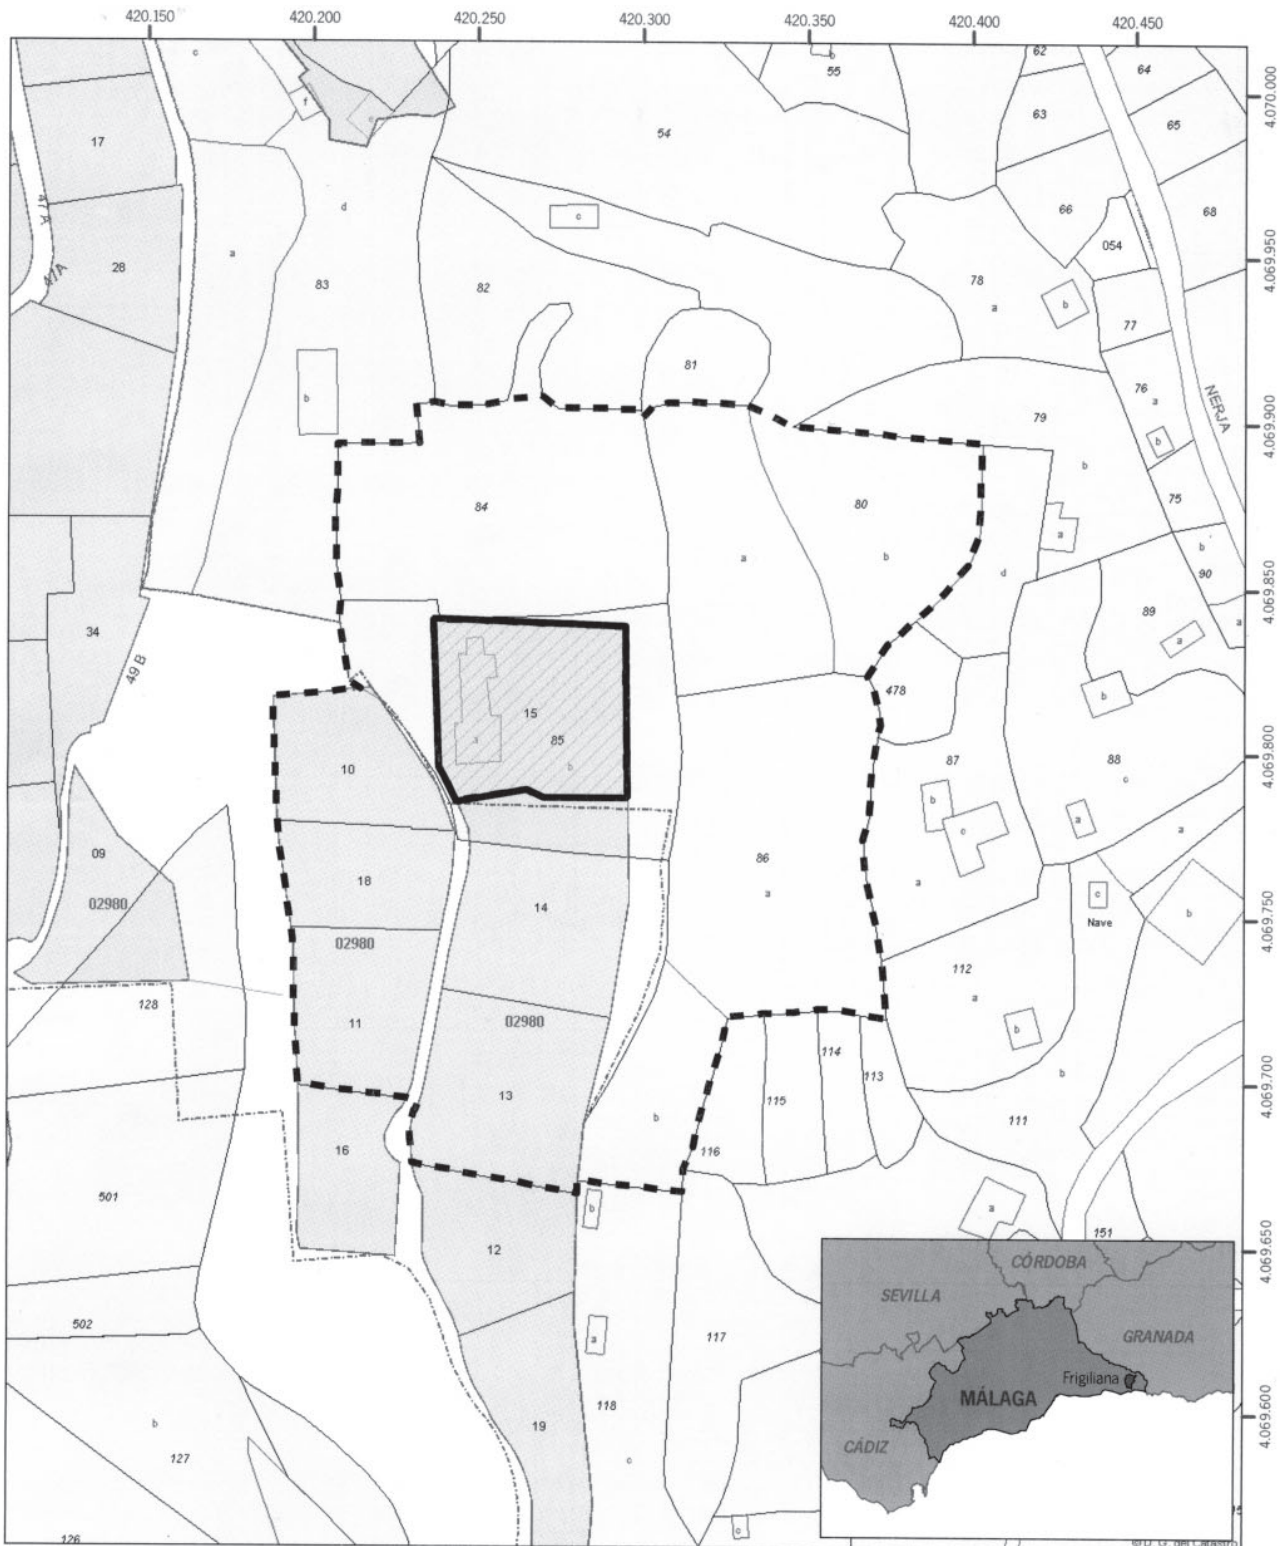 420.150 420.200 420.250 420.300 420.350 420.400 420.450
4.070.000
4.069.950
4.069.900
4.069.850
4.069.800
4.069.750
4.069.700
4.069.650
4.069.600
c 55 b 62 64
f e 63 65
17 54
47A d c 66 68
47A 28 a 83 82 054
78 a b 77
81 76 a
b 79 b NERJA
84 80 b 75
a b a b
d 90
89 a
34 a
49 B 478 b
15
a 85 b
10 87 88
b c a c
a
09 18 86 a
02980 14 a c b
02980 Nave
112
128 11 02980 a
b
114 b
13 115 113
b 111
16 116
501 b a 151
12
502 a 117
118
19
b c
127
126 c
CÓRDOBA
SEVILLA
GRANADA
Frigiliana
MÁLAGA
CÁDIZ
© D. G. del Catastro